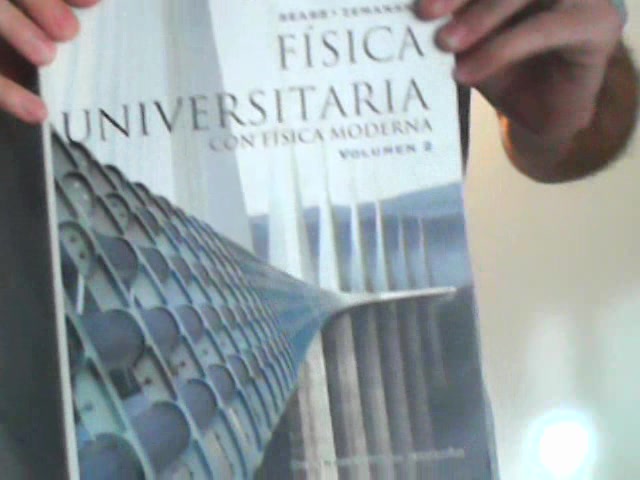 SEARS • ZEMANSKY
FÍSICA
UNIVERSITARIA
CON FÍSICA MODERNA
VOLUMEN 2